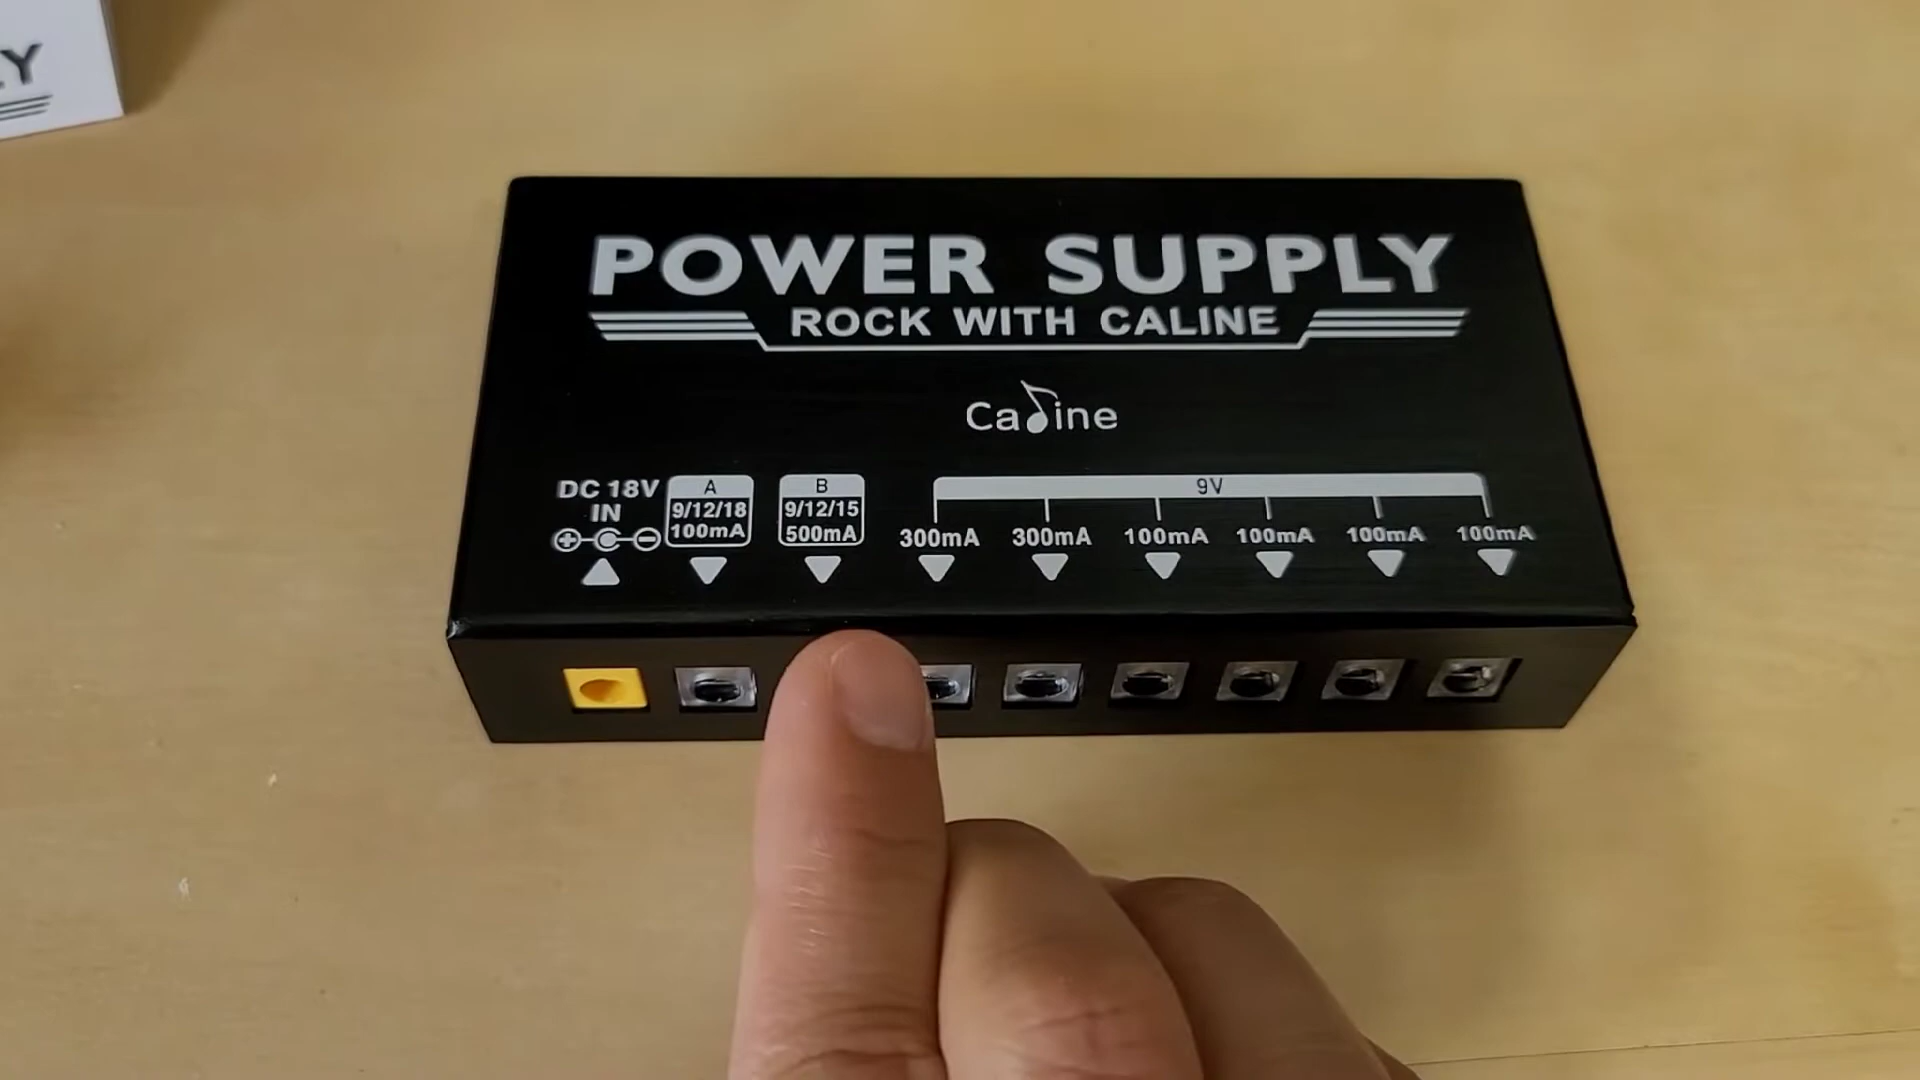 LY
POWER SUPPLY
ROCK WITH CALINE
Caline
DC 18V
IN
A
9/12/18
100mA
B
9/12/15
500mA
9V
300mA 300mA 100mA 100mA 100mA 100mA